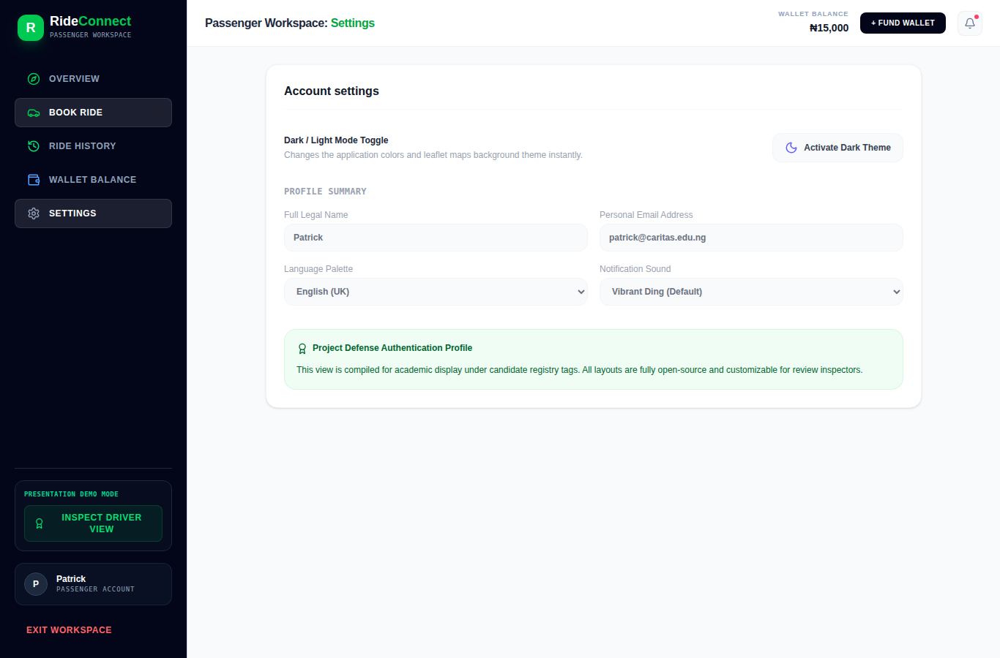 R
RideConnect
PASSENGER WORKSPACE
OVERVIEW
BOOK RIDE
RIDE HISTORY
WALLET BALANCE
SETTINGS
PRESENTATION DEMO MODE
INSPECT DRIVER
VIEW
P
Patrick
PASSENGER ACCOUNT
EXIT WORKSPACE
Passenger Workspace: Settings
WALLET BALANCE
₦15,000
+ FUND WALLET
Account settings
Dark / Light Mode Toggle
Changes the application colors and leaflet maps background theme instantly.
Activate Dark Theme
PROFILE SUMMARY
Full Legal Name
Patrick
Personal Email Address
patrick@caritas.edu.ng
Language Palette
English (UK)
Notification Sound
Vibrant Ding (Default)
Project Defense Authentication Profile
This view is compiled for academic display under candidate registry tags. All layouts are fully open-source and customizable for review inspectors.